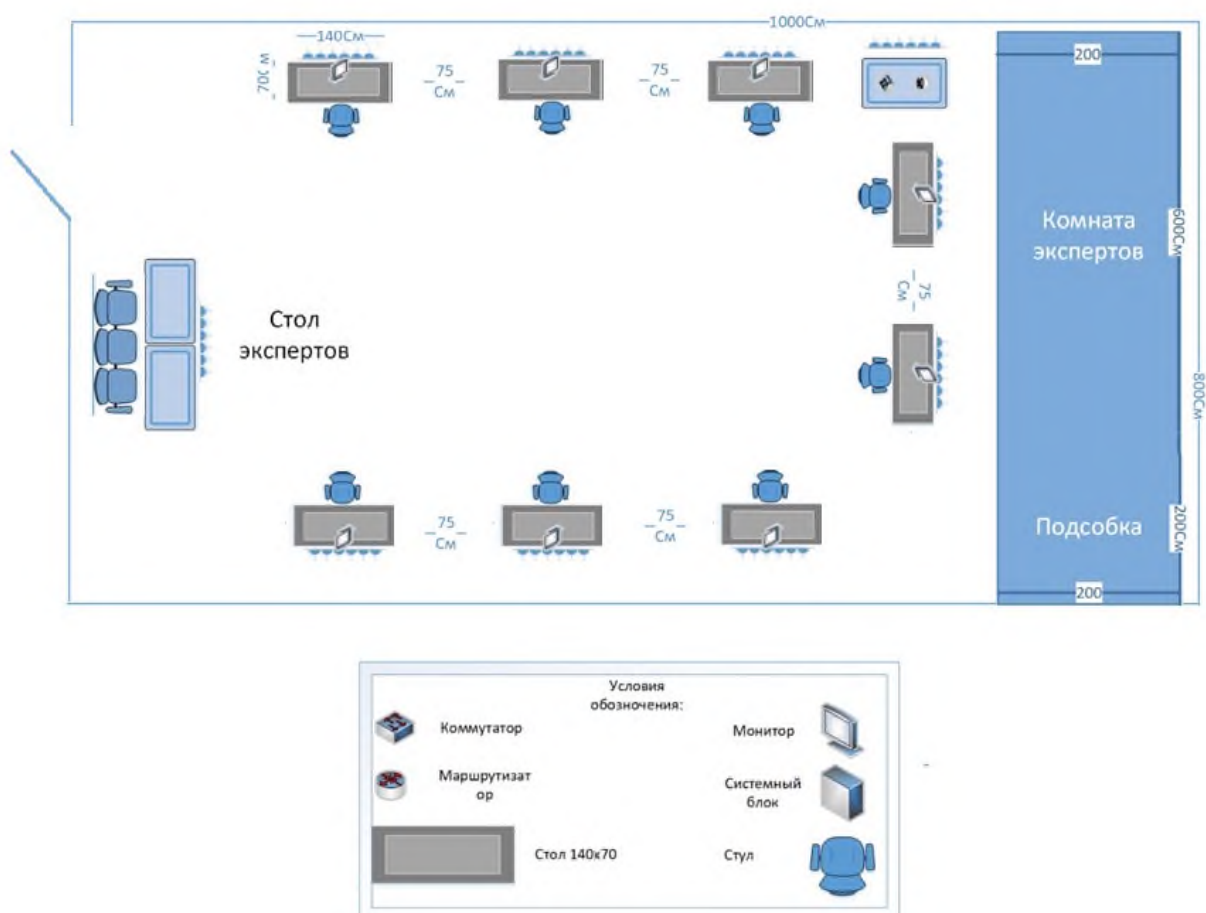 1000См
140См
70См
75
См
75
См
200
Комната
экспертов
600См
75
См
Стол
экспертов
800См
75
См
75
См
Подсобка
200См
200
Условия
обозначения:
Коммутатор
Монитор
Маршрутизат
ор
Системный
блок
Стол 140х70
Стул